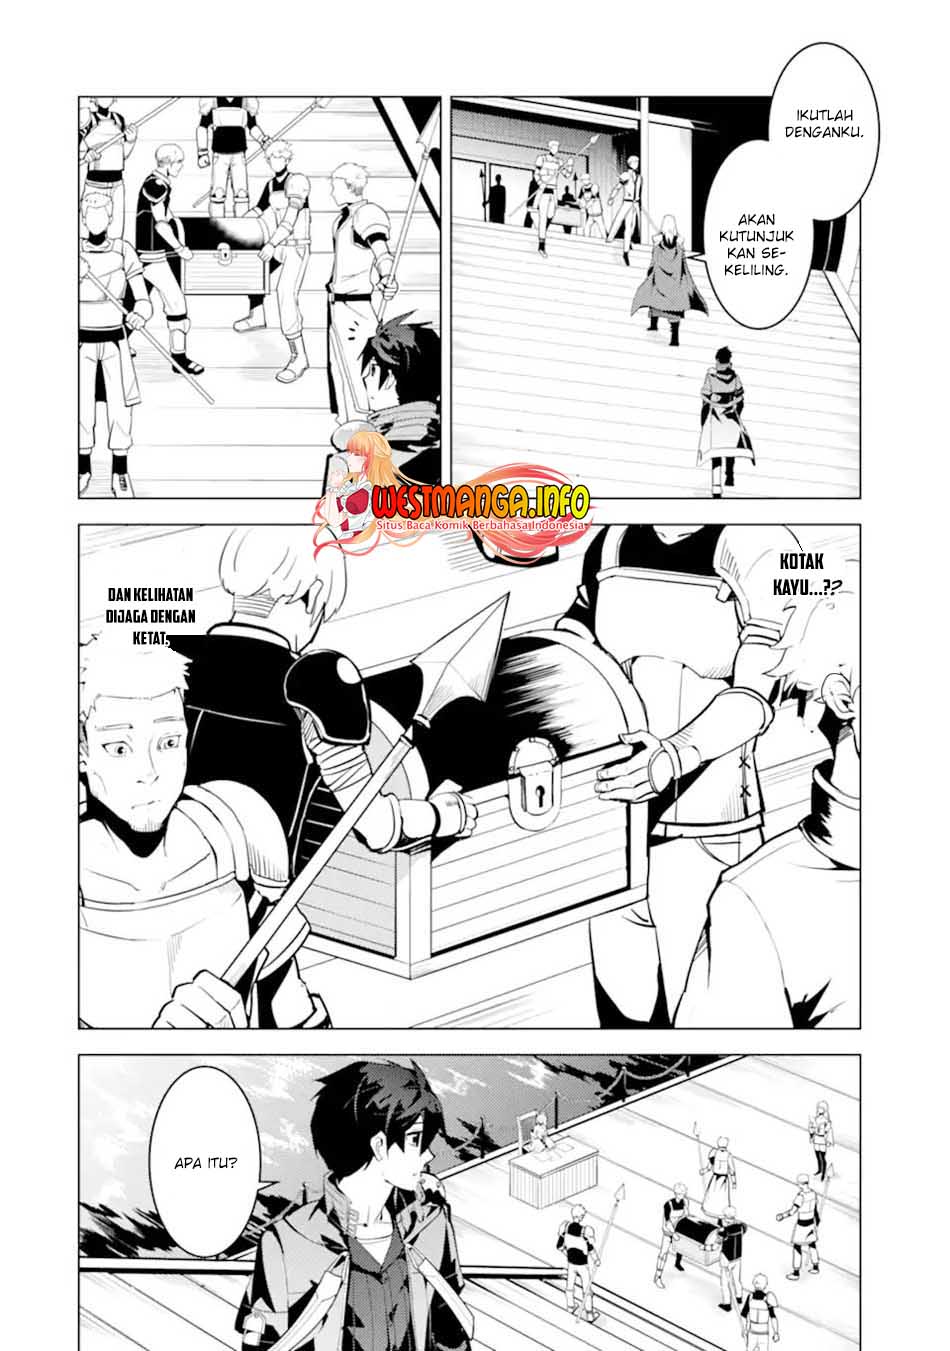 IKUTLAH
DENGANKU.
AKAN
KUTUNJUK
KAN SE-
KELILING.
WESTMANGA.INFO
Situs Baca Komik Berbahasa Indonesia
KOTAK
KAYU...??
DAN KELIHATAN
DIJAGA DENGAN
KETAT.
APA ITU?